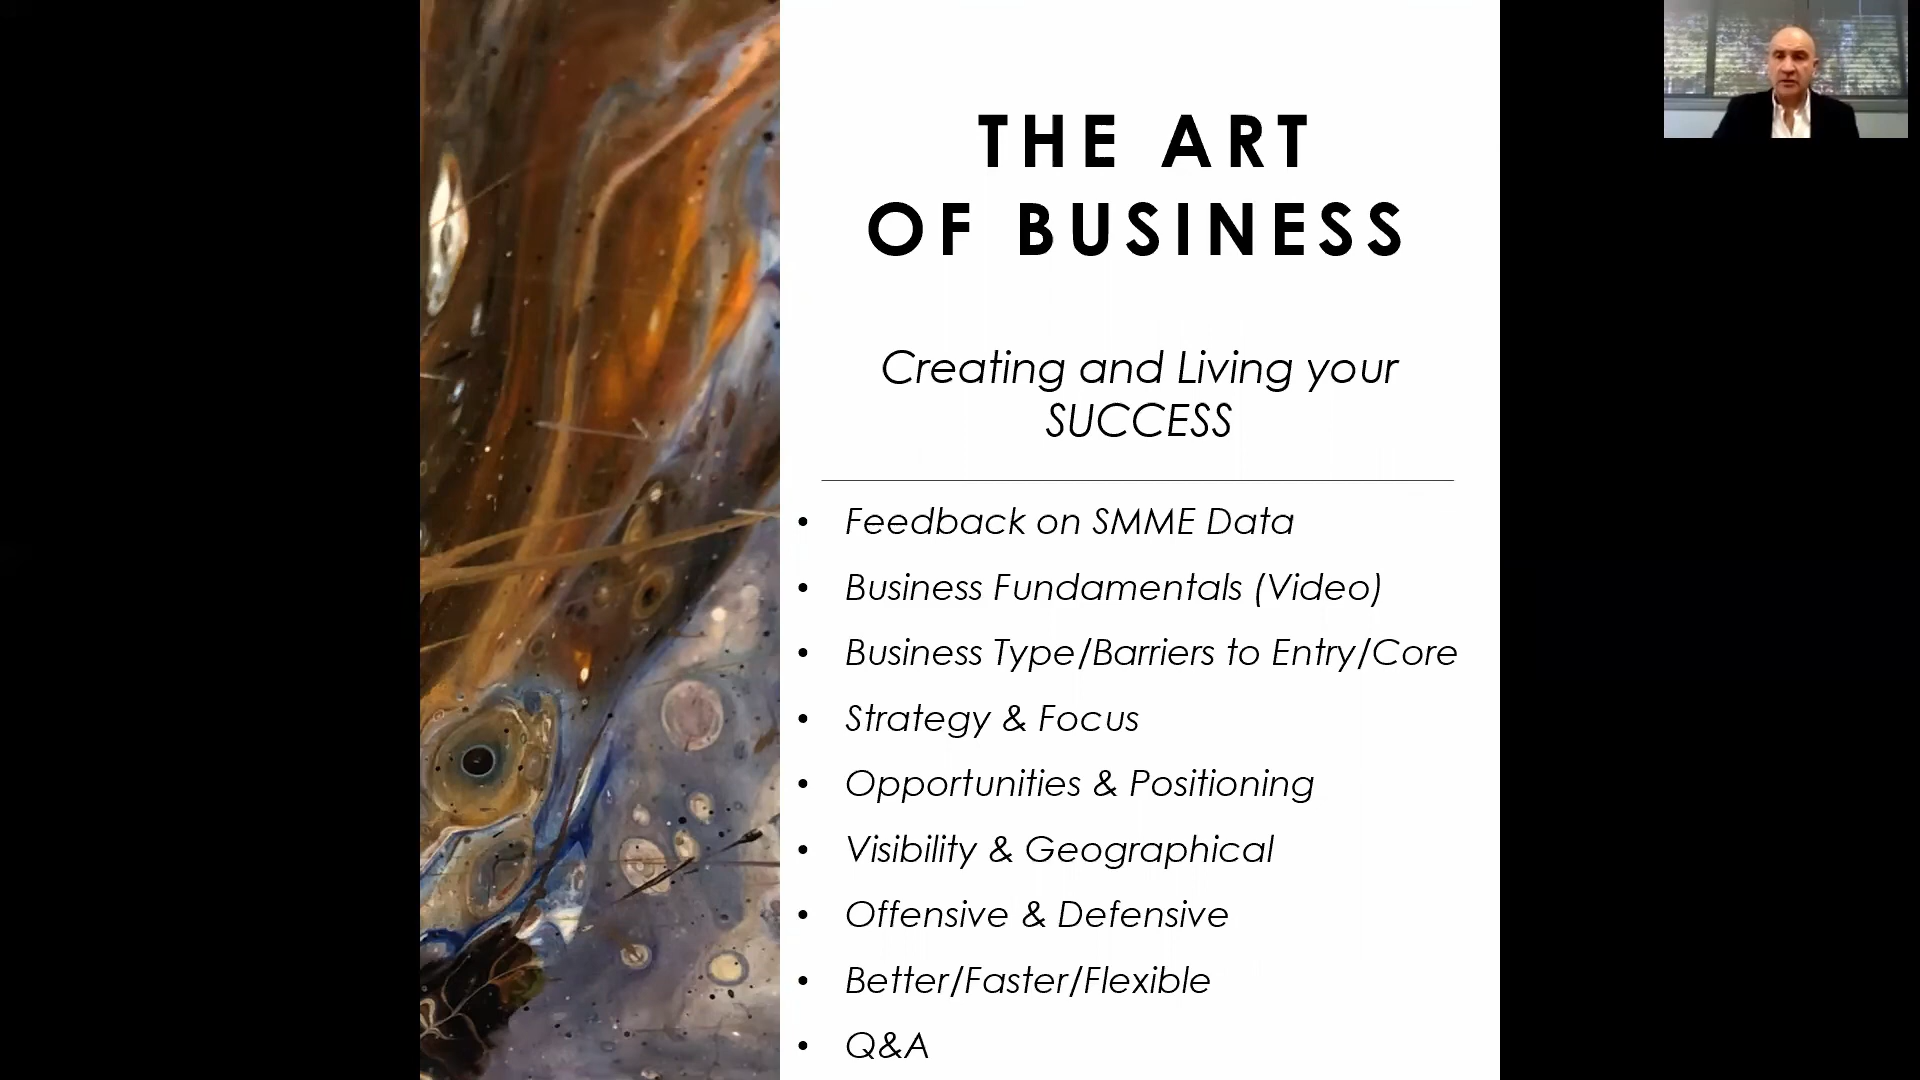 THE ART
OF BUSINESS
Creating and Living your
SUCCESS
• Feedback on SMME Data
• Business Fundamentals (Video)
• Business Type/Barriers to Entry/Core
• Strategy & Focus
• Opportunities & Positioning
• Visibility & Geographical
• Offensive & Defensive
• Better/Faster/Flexible
• Q&A